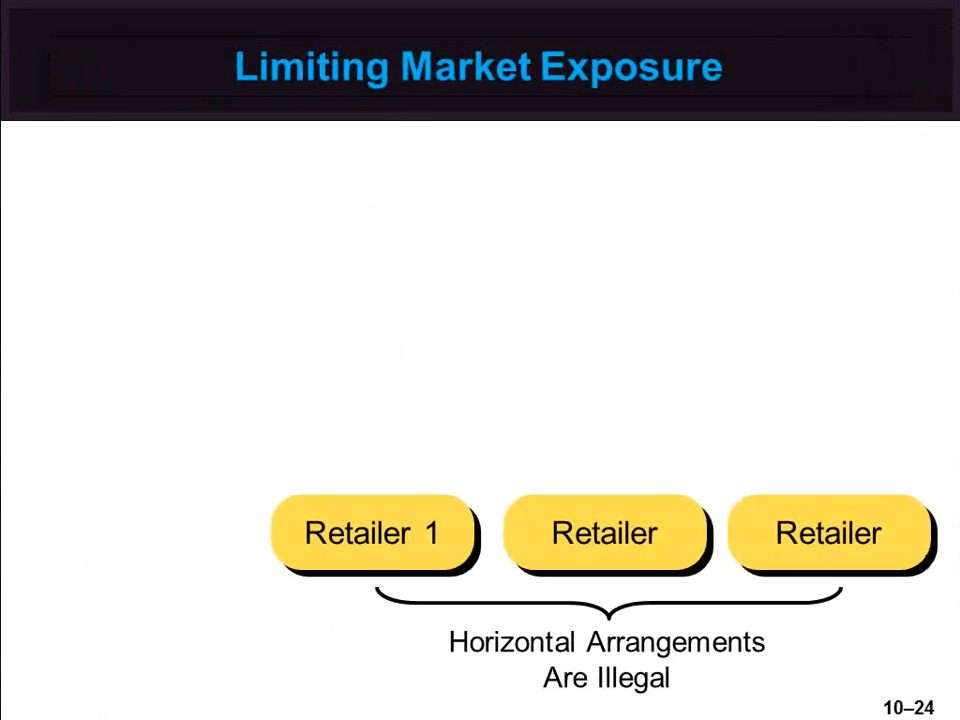 Limiting Market Exposure
Retailer 1
Retailer
Retailer
Horizontal Arrangements
Are Illegal
10–24